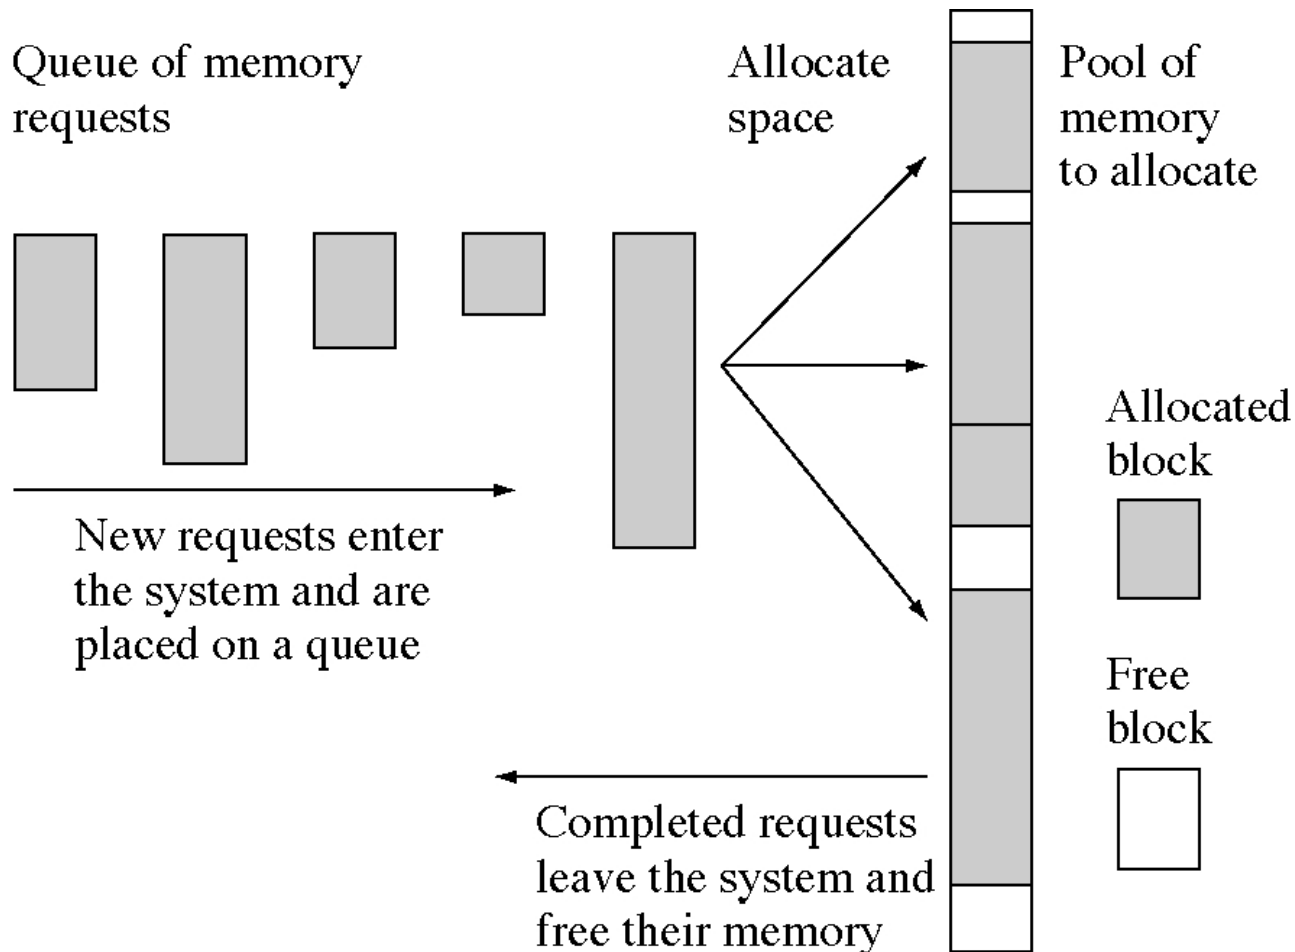 Queue of memory
requests
Allocate
space
Pool of
memory
to allocate
Allocated
block
New requests enter
the system and are
placed on a queue
Free
block
Completed requests
leave the system and
free their memory